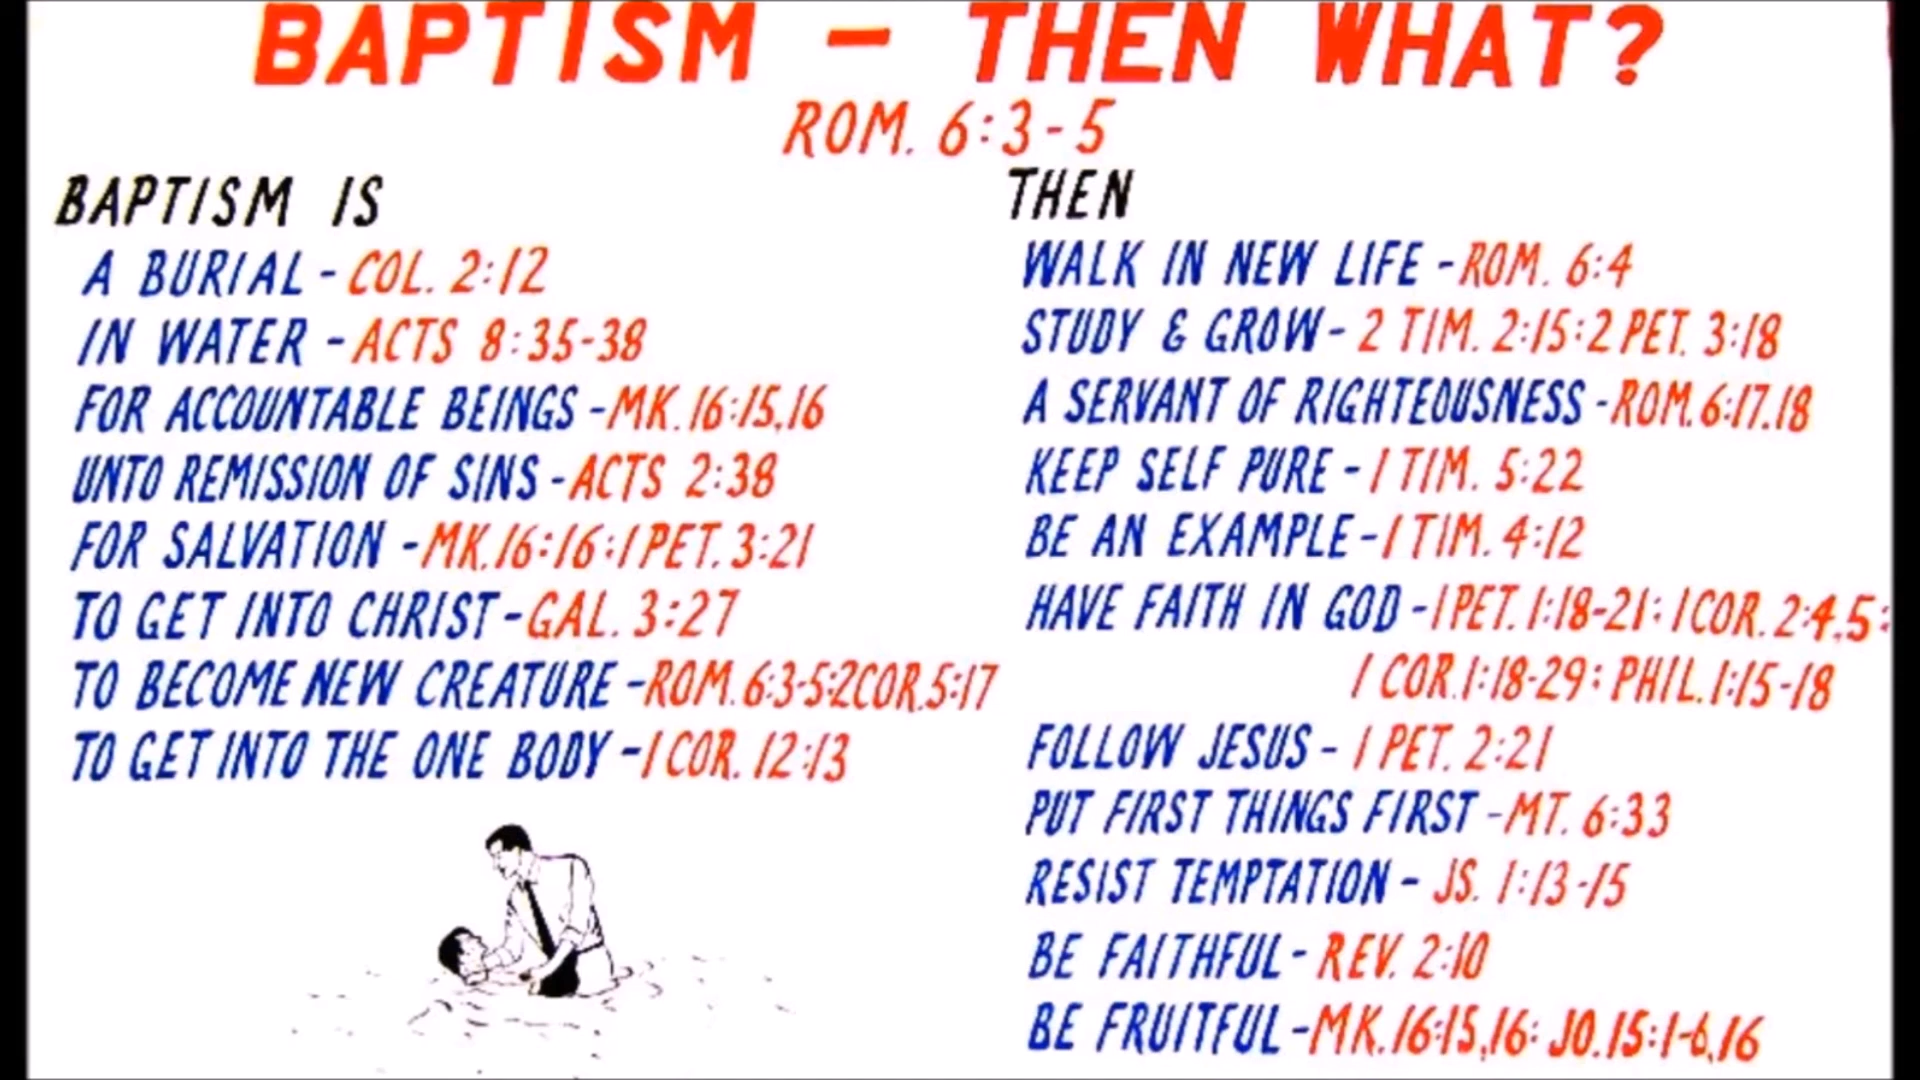 BAPTISM – THEN WHAT?
ROM. 6:3-5
BAPTISM IS
A BURIAL - COL. 2:12
IN WATER - ACTS 8:35-38
FOR ACCOUNTABLE BEINGS - MK. 16:15,16
UNTO REMISSION OF SINS - ACTS 2:38
FOR SALVATION - MK. 16:16: 1 PET. 3:21
TO GET INTO CHRIST - GAL. 3:27
TO BECOME NEW CREATURE - ROM. 6:3-5:2 COR. 5:17
TO GET INTO THE ONE BODY - 1 COR. 12:13
THEN
WALK IN NEW LIFE - ROM. 6:4
STUDY & GROW - 2 TIM. 2:15: 2 PET. 3:18
A SERVANT OF RIGHTEOUSNESS - ROM. 6:17.18
KEEP SELF PURE - 1 TIM. 5:22
BE AN EXAMPLE - 1 TIM. 4:12
HAVE FAITH IN GOD - 1 PET. 1:18-21: 1 COR. 2:4,5:
1 COR. 1:18-29: PHIL. 1:15-18
FOLLOW JESUS - 1 PET. 2:21
PUT FIRST THINGS FIRST - MT. 6:33
RESIST TEMPTATION - JS. 1:13-15
BE FAITHFUL - REV. 2:10
BE FRUITFUL - MK. 16:15,16: JO. 15:1-6,16